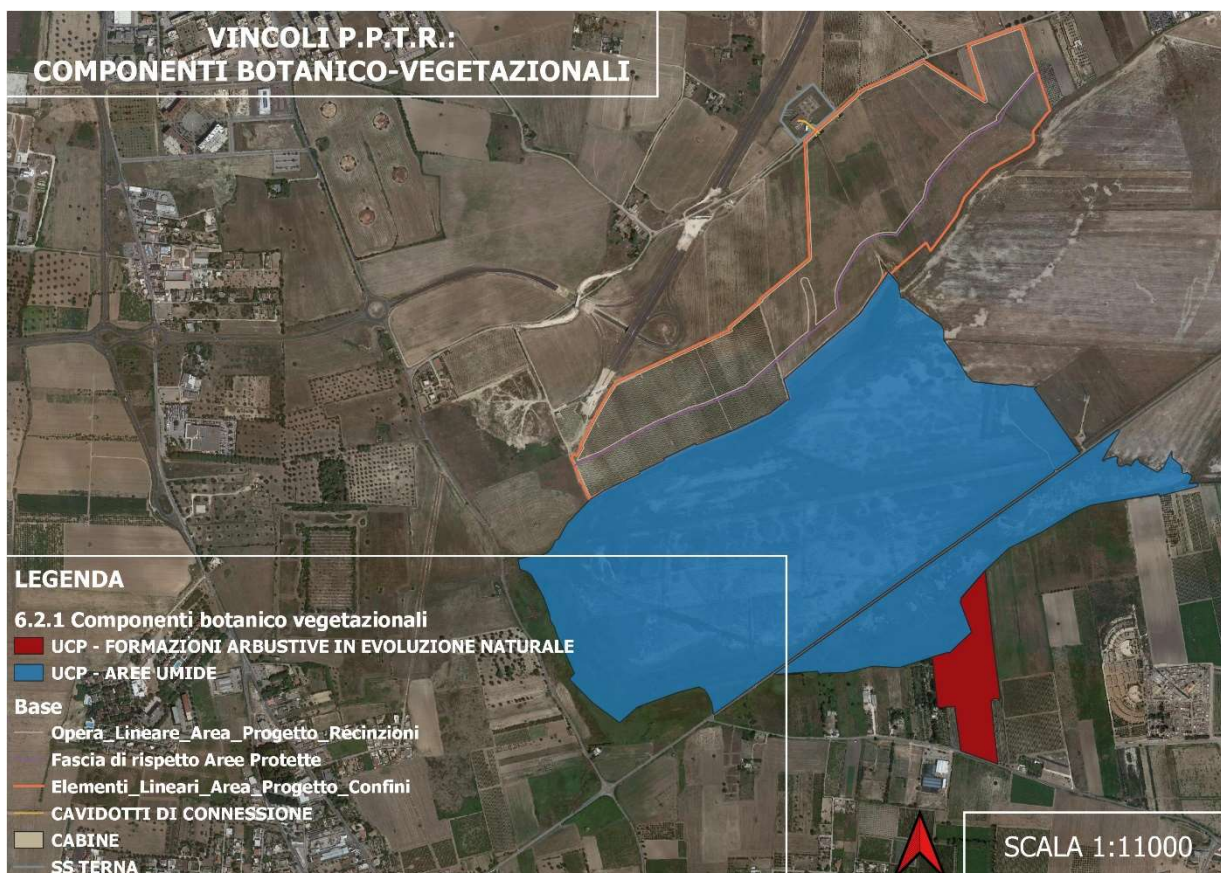 VINCOLI P.P.T.R.:
COMPONENTI BOTANICO-VEGETAZIONALI
LEGENDA
6.2.1 Componenti botanico vegetazionali
UCP - FORMAZIONI ARBUSTIVE IN EVOLUZIONE NATURALE
UCP - AREE UMIDE
Base
Opera_Lineare_Area_Progetto_Recinzioni
Fascia di rispetto Aree Protette
Elementi_Lineari_Area_Progetto_Confini
CAVIDOTTI DI CONNESSIONE
CABINE
SS TERNA
SCALA 1:11000